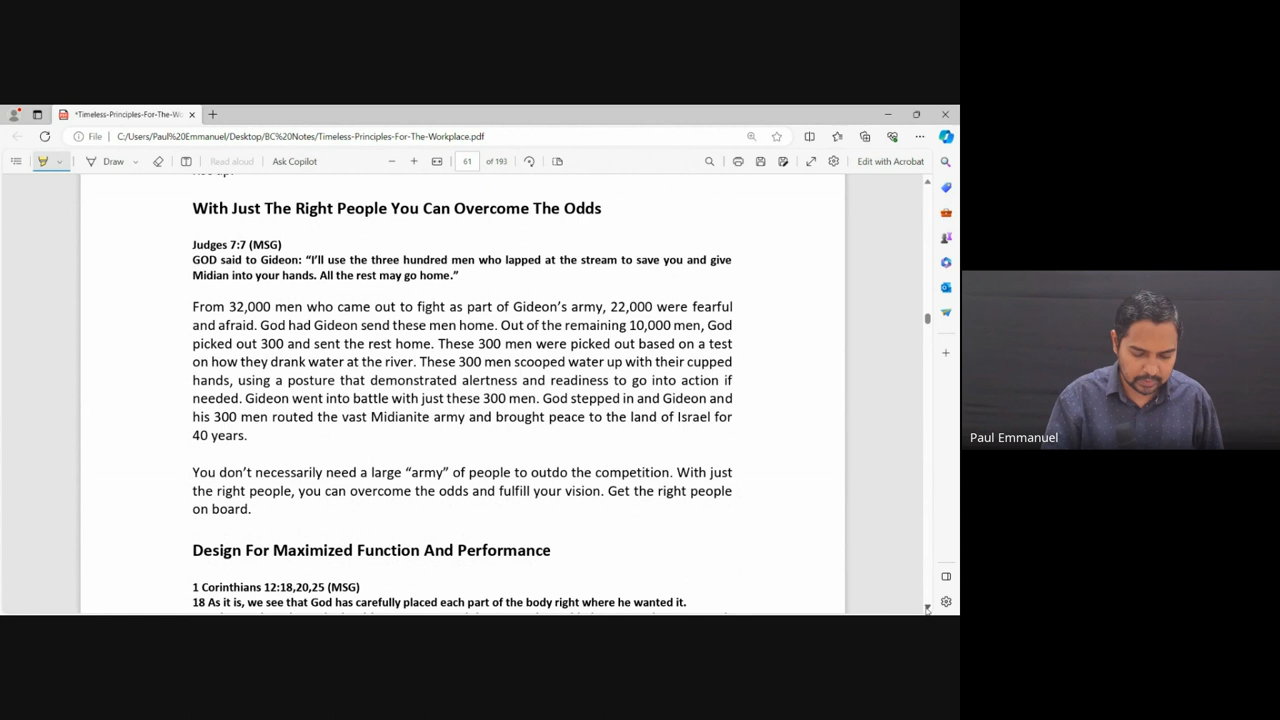 *Timeless-Principles-For-The-Wo
File
C:/Users/Paul%20Emmanuel/Desktop/BC%20Notes/Timeless-Principles-For-The-Workplace.pdf
Draw
Read aloud
Ask Copilot
61
of 193
Edit with Acrobat
With Just The Right People You Can Overcome The Odds
Judges 7:7 (MSG)
GOD said to Gideon: “I’ll use the three hundred men who lapped at the stream to save you and give
Midian into your hands. All the rest may go home.”
From 32,000 men who came out to fight as part of Gideon’s army, 22,000 were fearful
and afraid. God had Gideon send these men home. Out of the remaining 10,000 men, God
picked out 300 and sent the rest home. These 300 men were picked out based on a test
on how they drank water at the river. These 300 men scooped water up with their cupped
hands, using a posture that demonstrated alertness and readiness to go into action if
needed. Gideon went into battle with just these 300 men. God stepped in and Gideon and
his 300 men routed the vast Midianite army and brought peace to the land of Israel for
40 years.
You don’t necessarily need a large “army” of people to outdo the competition. With just
the right people, you can overcome the odds and fulfill your vision. Get the right people
on board.
Design For Maximized Function And Performance
1 Corinthians 12:18,20,25 (MSG)
18 As it is, we see that God has carefully placed each part of the body right where he wanted it.
Paul Emmanuel